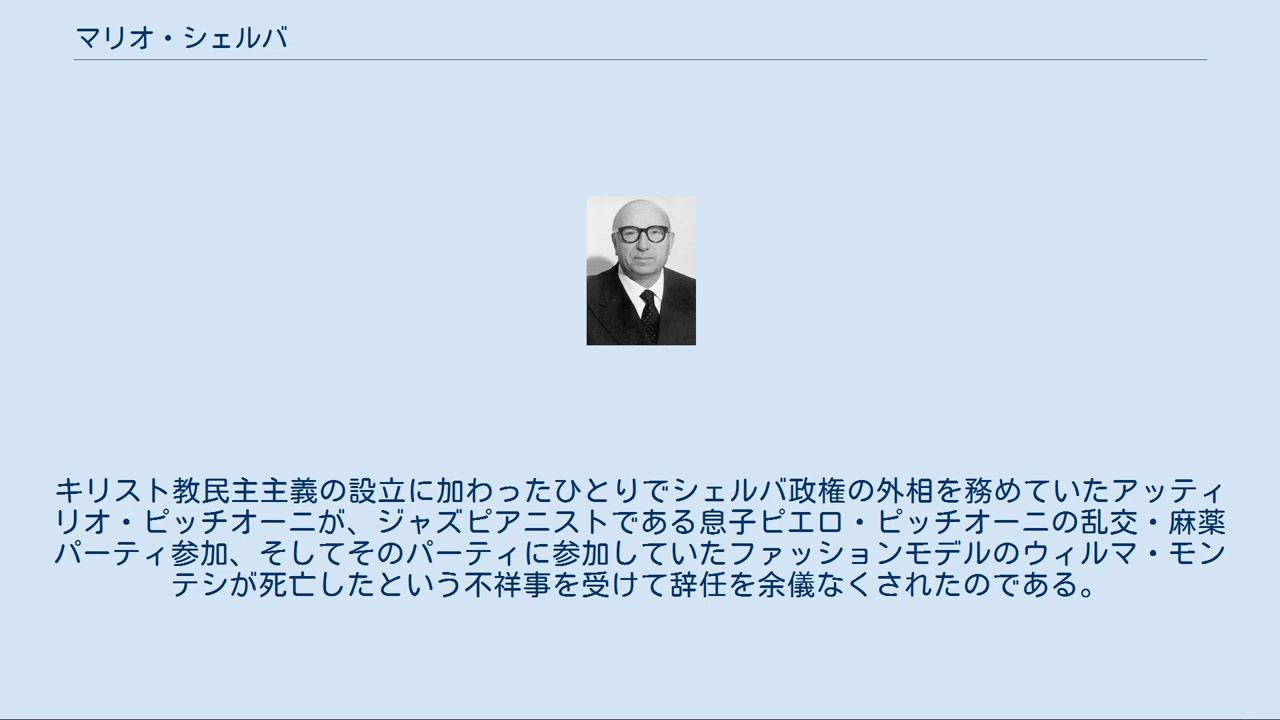 マリオ・シェルバ
キリスト教民主主義の設立に加わったひとりでシェルバ政権の外相を務めていたアッティ
リオ・ピッチオーニが、ジャズピアニストである息子ピエロ・ピッチオーニの乱交・麻薬
パーティ参加、そしてそのパーティに参加していたファッションモデルのウィルマ・モン
テシが死亡したという不祥事を受けて辞任を余儀なくされたのである。